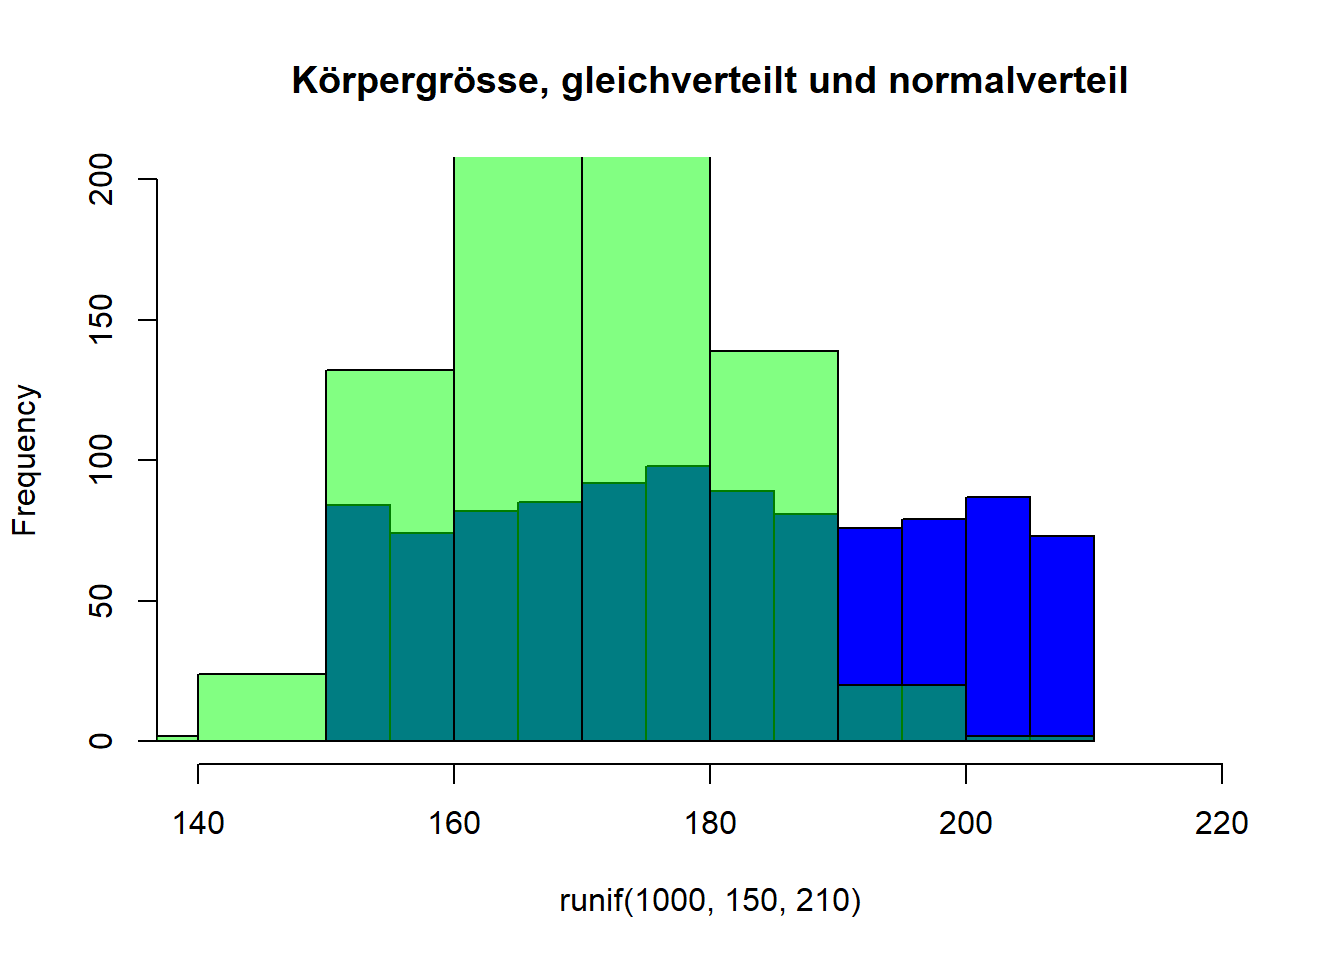 Körpergrösse, gleichverteilt und normalverteil
200
150
100
50
0
Frequency
140 160 180 200 220
runif(1000, 150, 210)